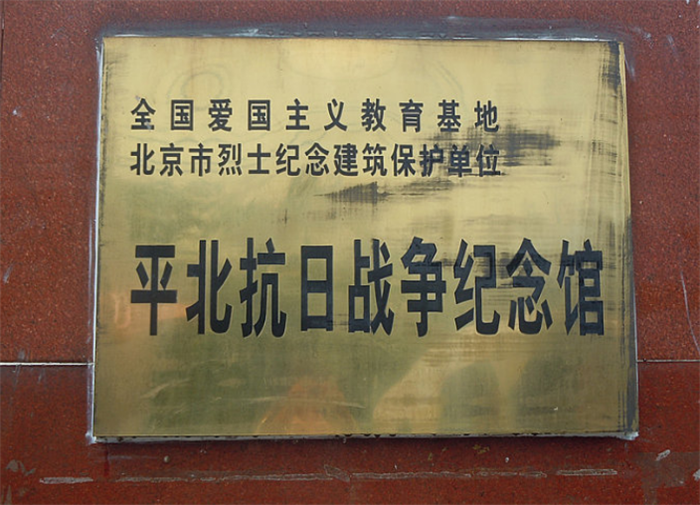 全国爱国主义教育基地
北京市烈士纪念建筑保护单位
平北抗日战争纪念馆